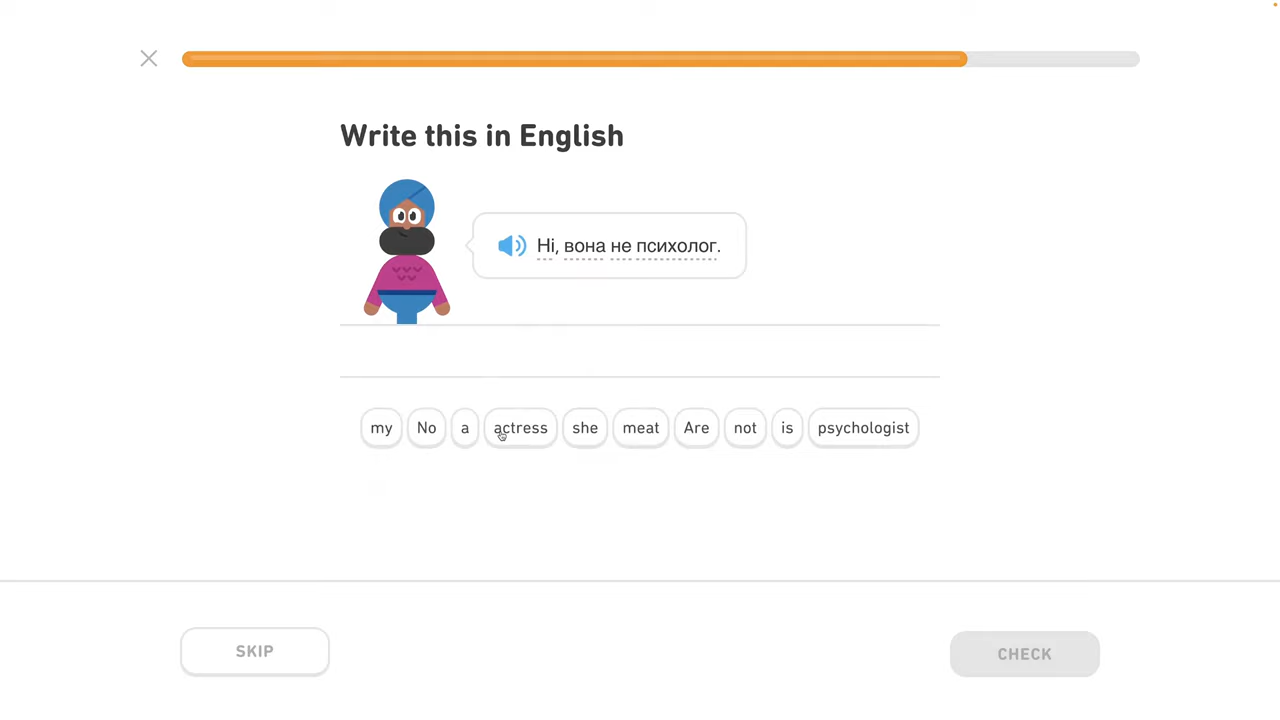 Write this in English
Ні, вона не психолог.
my No a actress she meat Are not is psychologist
SKIP CHECK